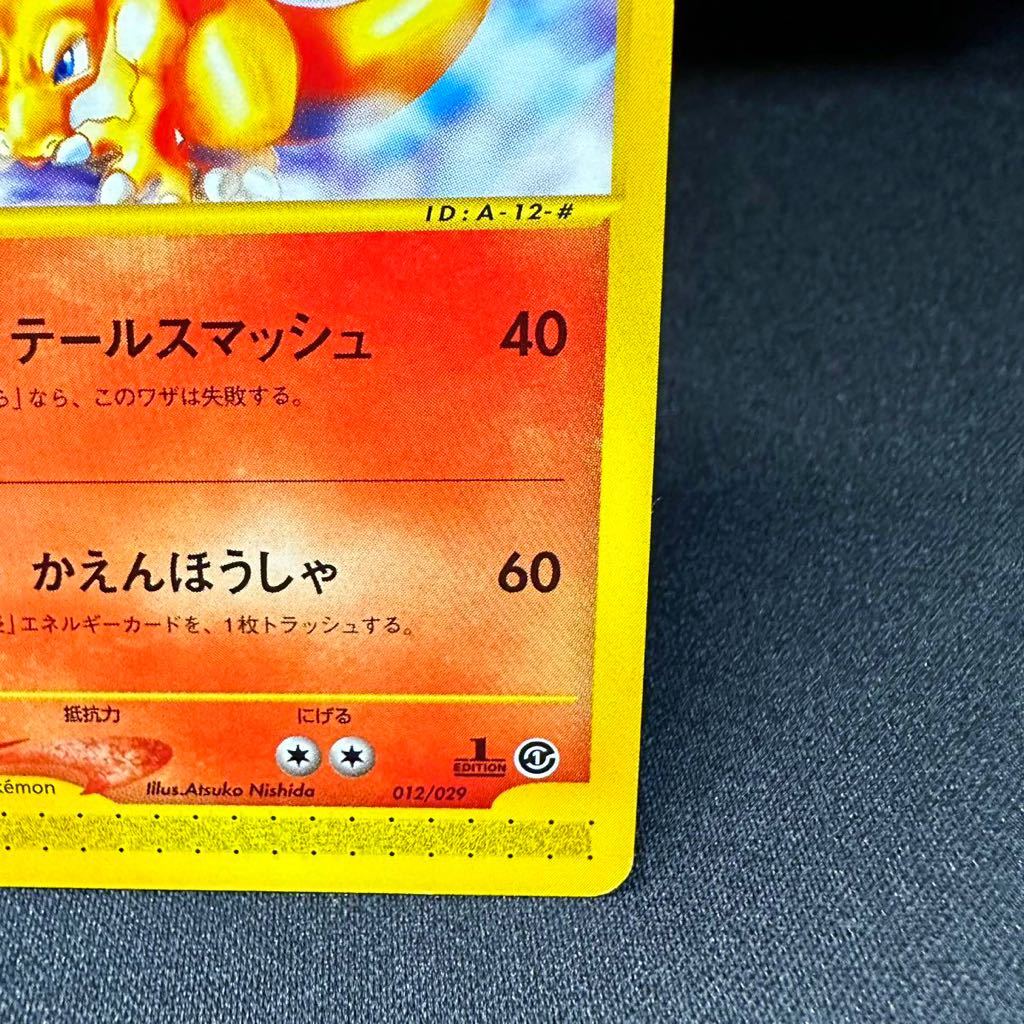 ID:A-12-#
テールスマッシュ 40
」なら、このワザは失敗する。
かえんほうしゃ 60
」エネルギーカードを、1枚トラッシュする。
抵抗力 にげる
1
EDITION
kémon Illus.Atsuko Nishida 012/029